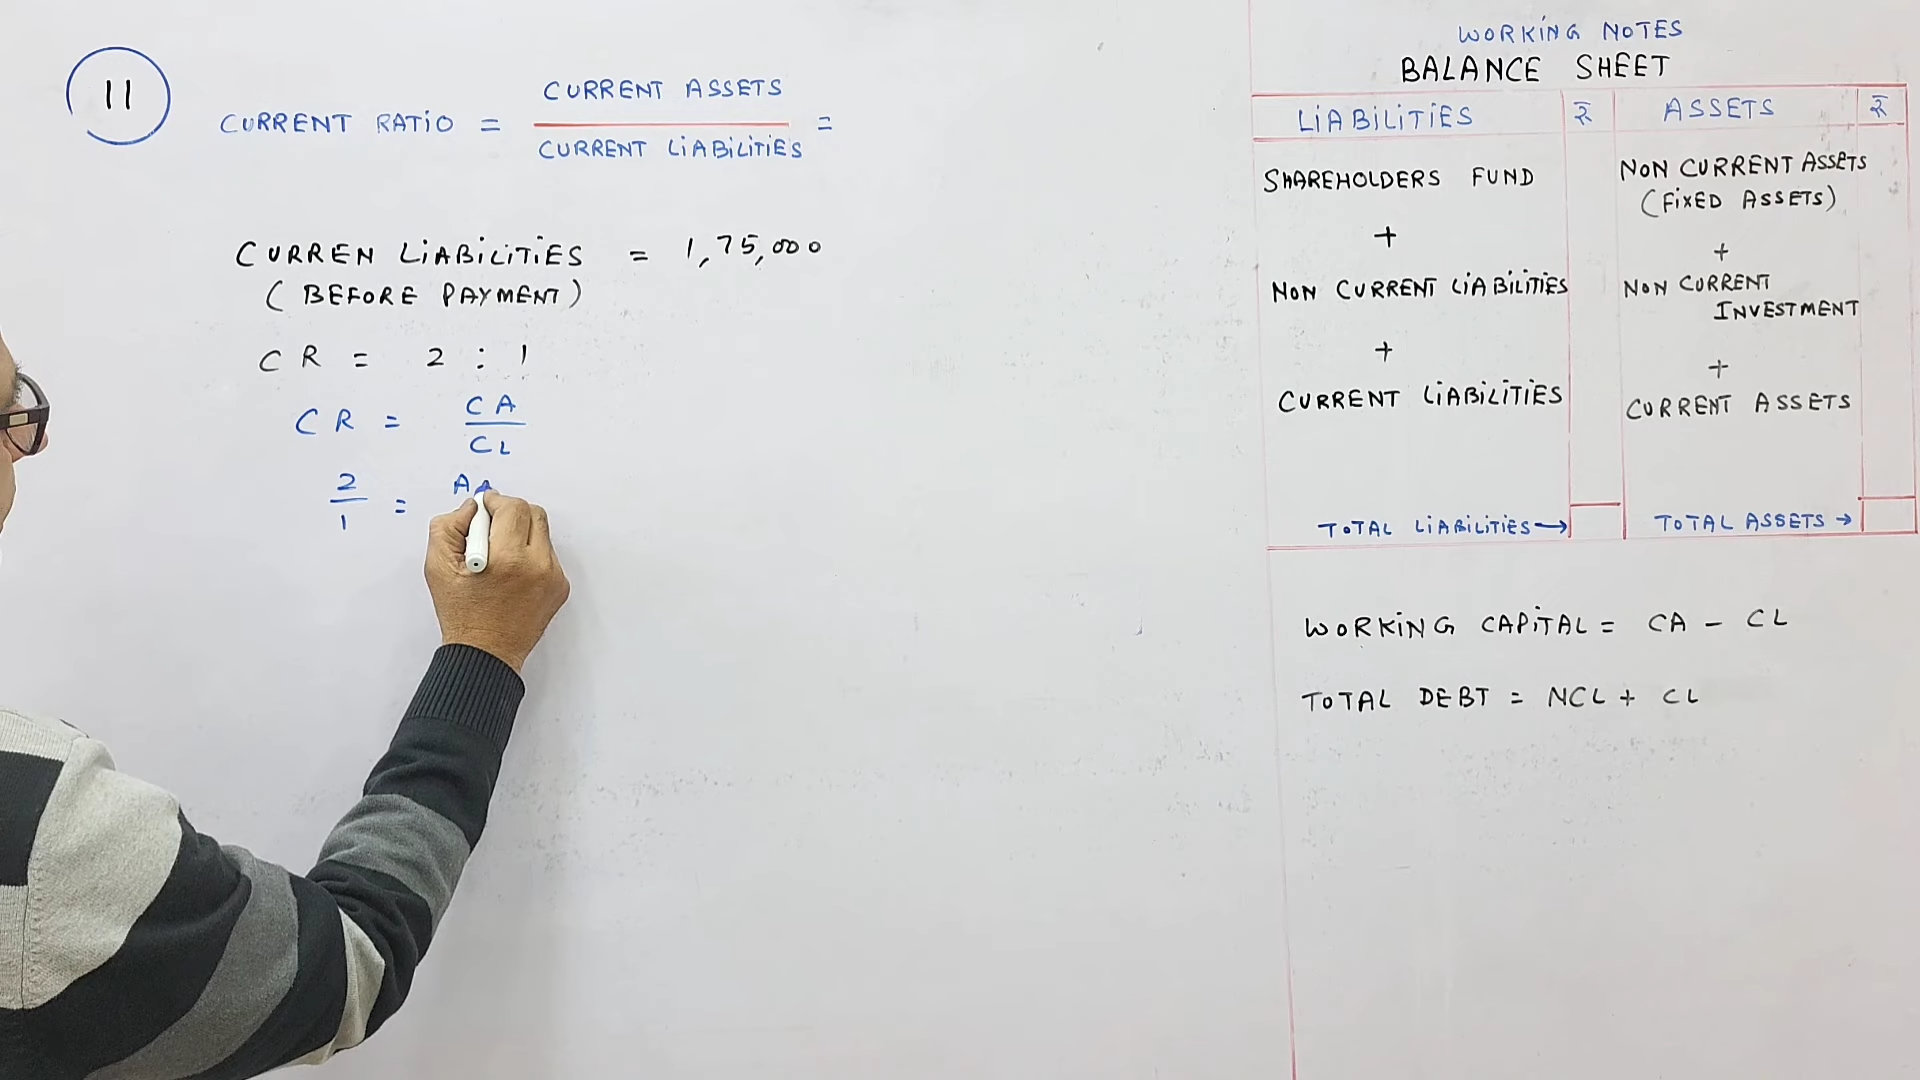 11
CURRENT RATIO = CURRENT ASSETS / CURRENT LIABILITIES =
CURREN LIABILITIES = 1,75,000
(BEFORE PAYMENT)
CR = 2 : 1
CR = CA / CL
2 / 1 =
WORKING NOTES
BALANCE SHEET
LIABILITIES ₹ ASSETS ₹
SHAREHOLDERS FUND
+
NON CURRENT LIABILITIES
+
CURRENT LIABILITIES
TOTAL LIABILITIES→
NON CURRENT ASSETS
(FIXED ASSETS)
+
NON CURRENT
INVESTMENT
+
CURRENT ASSETS
TOTAL ASSETS →
WORKING CAPITAL = CA - CL
TOTAL DEBT = NCL + CL